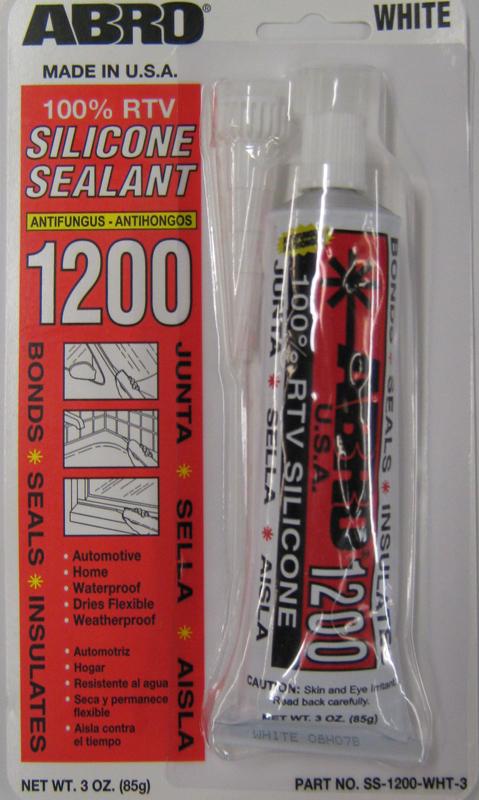 ABRO®
WHITE
MADE IN U.S.A.
100% RTV
SILICONE
SEALANT
ANTIFUNGUS - ANTIHONGOS
1200
BONDS * SEALS * INSULATES
JUNTA * SELLA * AISLA
• Automotive
• Home
• Waterproof
• Dries Flexible
• Weatherproof
• Automotriz
• Hogar
• Resistente al agua
• Seca y permanece
flexible
• Aisla contra
el tiempo
NET WT. 3 OZ. (85g)
JUNTA * SELLA * AISLA
100% RTV SILICONE
U.S.A.
ABRO
1200
BONDS * SEALS * INSULATES
CAUTION: Skin and Eye Irritant.
Road back carefully.
NET WT. 3 OZ. (85g)
WHITE 08H07B
PART NO. SS-1200-WHT-3